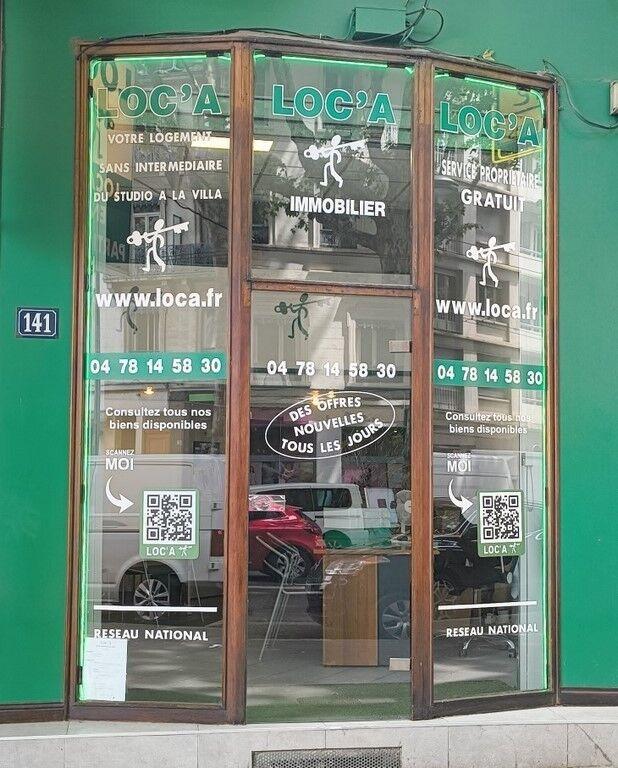 LOC'A
VOTRE LOGEMENT
SANS INTERMEDIAIRE
DU STUDIO A LA VILLA
www.loca.fr
04 78 14 58 30
Consultez tous nos
biens disponibles
SCANNEZ
MOI
LOC'A
RESEAU NATIONAL
LOC'A
IMMOBILIER
04 78 14 58 30
DES OFFRES
NOUVELLES
TOUS LES JOURS
LOC'A
SERVICE PROPRIETAIRE
GRATUIT
www.loca.fr
04 78 14 58 30
Consultez tous nos
biens disponibles
SCANNEZ
MOI
LOC'A
RESEAU NATIONAL
141